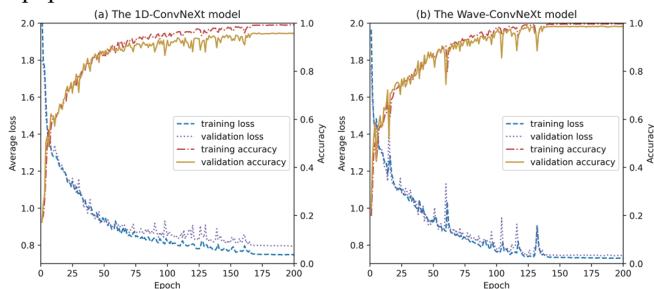 (a) The 1D-ConvNeXt model
2.0
1.8
1.6
1.4
1.2
1.0
0.8
Average loss
1.0
0.8
0.6
0.4
0.2
0.0
Accuracy
training loss
validation loss
training accuracy
validation accuracy
0 25 50 75 100 125 150 175 200
Epoch
(b) The Wave-ConvNeXt model
2.0
1.8
1.6
1.4
1.2
1.0
0.8
Average loss
1.0
0.8
0.6
0.4
0.2
0.0
Accuracy
training loss
validation loss
training accuracy
validation accuracy
0 25 50 75 100 125 150 175 200
Epoch